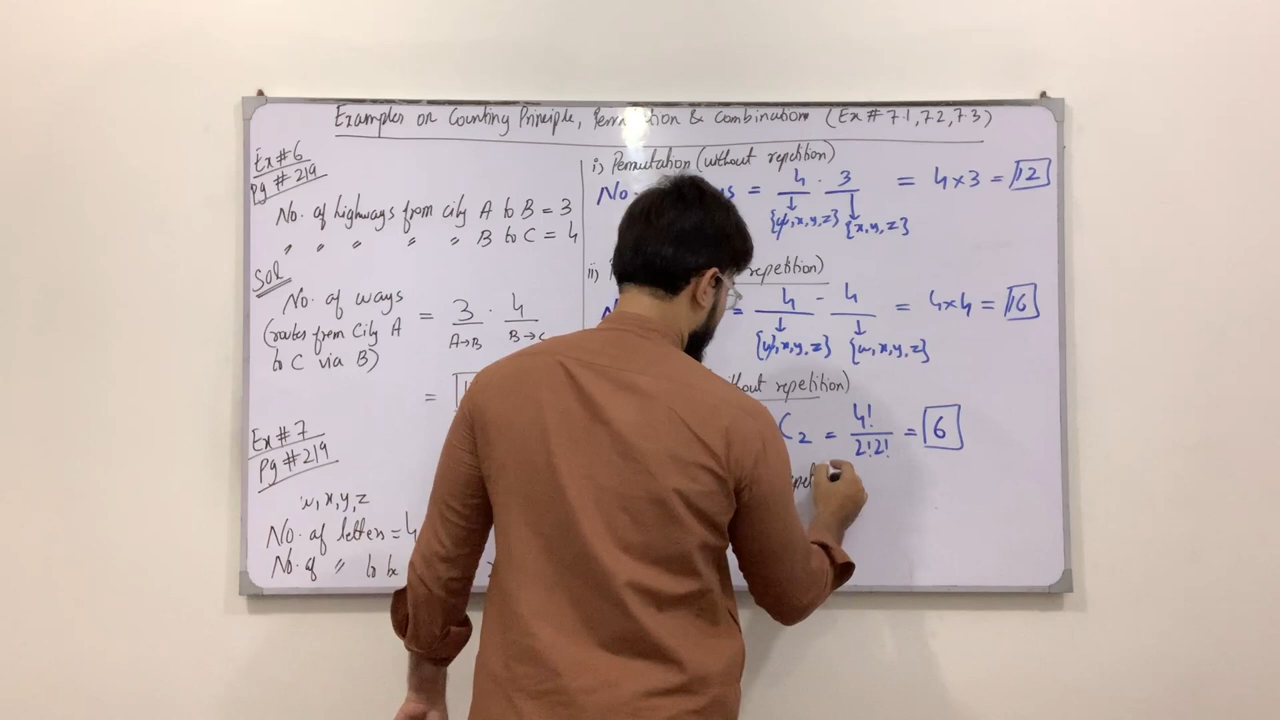 Examples on Counting Principle, & Combination (Ex # 7.1, 7.2, 7.3)
Ex # 6
Pg # 219
No. of highways from city A to B = 3
" " " " " B to C = 4
Sol
No. of ways
(routes from City A
to C via B)
= 3 . 4
A→B B→C
=
Ex # 7
Pg # 219
w, x, y, z
No. of letters = 4
No. of " to be
i) Permutation (without repetition)
No. = 4 . 3 = 4 x 3 = 12
{w, x, y, z} {x, y, z}
ii) repetition)
= 4 - 4 = 4 x 4 = 16
{w, x, y, z} {w, x, y, z}
repetition)
C2 = 4!/2!2! = 6